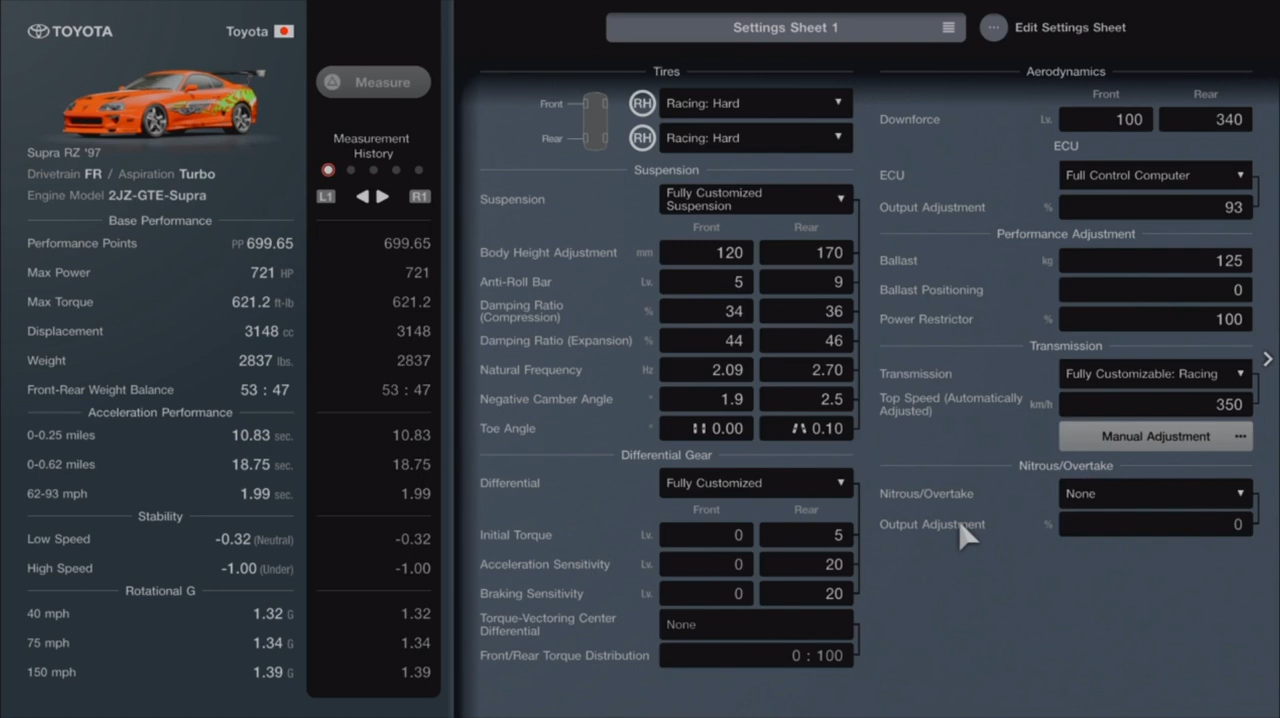 TOYOTA
Toyota
Supra RZ '97
Drivetrain FR / Aspiration Turbo
Engine Model 2JZ-GTE-Supra
Base Performance
Performance Points PP 699.65
Max Power 721 HP
Max Torque 621.2 ft-lb
Displacement 3148 cc
Weight 2837 lbs.
Front-Rear Weight Balance 53 : 47
Acceleration Performance
0-0.25 miles 10.83 sec.
0-0.62 miles 18.75 sec.
62-93 mph 1.99 sec.
Stability
Low Speed -0.32 (Neutral)
High Speed -1.00 (Under)
Rotational G
40 mph 1.32 G
75 mph 1.34 G
150 mph 1.39 G
Measure
Measurement
History
L1 R1
699.65
721
621.2
3148
2837
53 : 47
10.83
18.75
1.99
-0.32
-1.00
1.32
1.34
1.39
Settings Sheet 1
Edit Settings Sheet
Tires
Front RH Racing: Hard
Rear RH Racing: Hard
Suspension
Suspension Fully Customized
Suspension
Front Rear
Body Height Adjustment mm 120 170
Anti-Roll Bar Lv. 5 9
Damping Ratio
(Compression) % 34 36
Damping Ratio (Expansion) % 44 46
Natural Frequency Hz 2.09 2.70
Negative Camber Angle ° 1.9 2.5
Toe Angle ° 0.00 0.10
Differential Gear
Differential Fully Customized
Front Rear
Initial Torque Lv. 0 5
Acceleration Sensitivity Lv. 0 20
Braking Sensitivity Lv. 0 20
Torque-Vectoring Center
Differential None
Front/Rear Torque Distribution 0 : 100
Aerodynamics
Front Rear
Downforce Lv. 100 340
ECU
ECU Full Control Computer
Output Adjustment % 93
Performance Adjustment
Ballast kg 125
Ballast Positioning 0
Power Restrictor % 100
Transmission
Transmission Fully Customizable: Racing
Top Speed (Automatically
Adjusted) km/h 350
Manual Adjustment
Nitrous/Overtake
Nitrous/Overtake None
Output Adjustment % 0